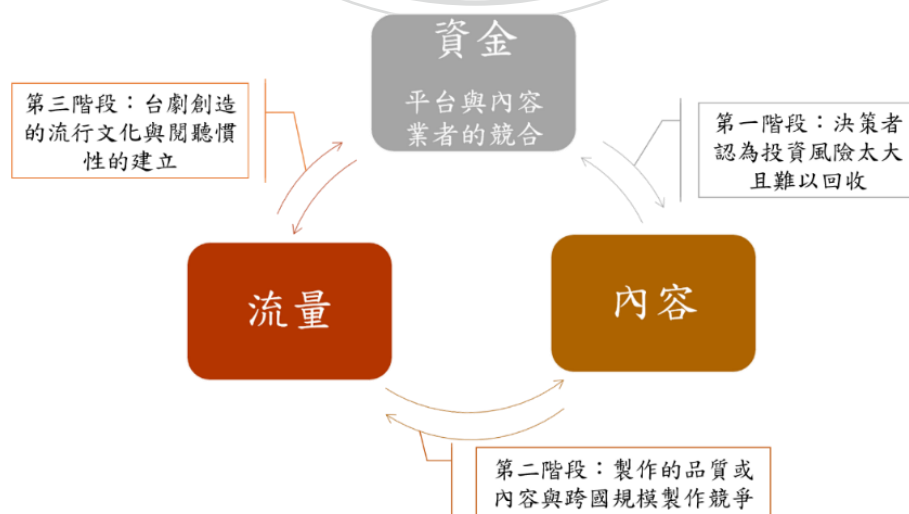 資金
平台與內容
業者的競合
第三階段：台劇創造
的流行文化與閱聽慣
性的建立
第一階段：決策者
認為投資風險太大
且難以回收
流量
內容
第二階段：製作的品質或
內容與跨國規模製作競爭